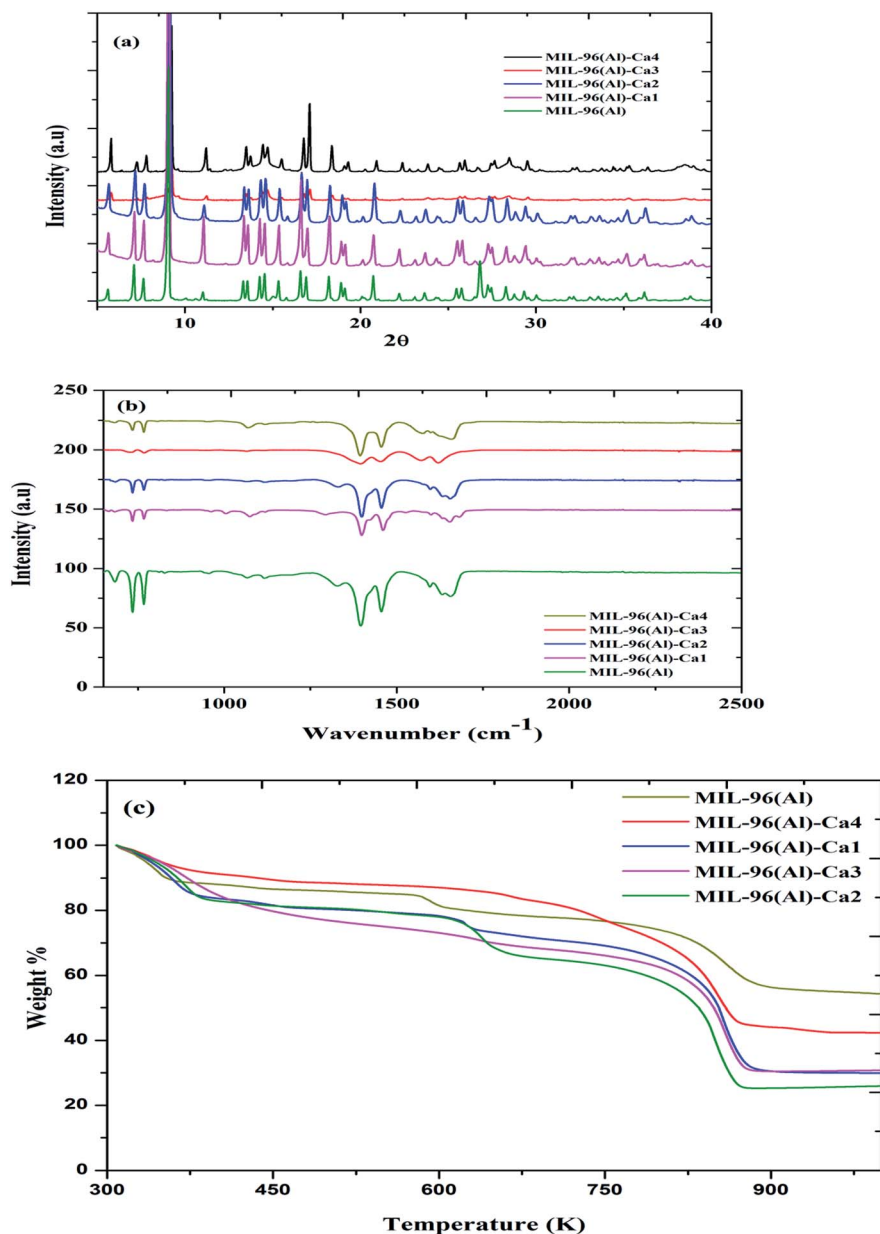 (a)
MIL-96(Al)-Ca4
MIL-96(Al)-Ca3
MIL-96(Al)-Ca2
MIL-96(Al)-Ca1
MIL-96(Al)
Intensity (a.u)
10 20 30 40
2θ
(b)
250
200
150
100
50
0
Intensity (a.u)
MIL-96(Al)-Ca4
MIL-96(Al)-Ca3
MIL-96(Al)-Ca2
MIL-96(Al)-Ca1
MIL-96(Al)
1000 1500 2000 2500
Wavenumber (cm⁻¹)
(c)
120
100
80
60
40
20
0
Weight %
MIL-96(Al)
MIL-96(Al)-Ca4
MIL-96(Al)-Ca1
MIL-96(Al)-Ca3
MIL-96(Al)-Ca2
300 450 600 750 900
Temperature (K)